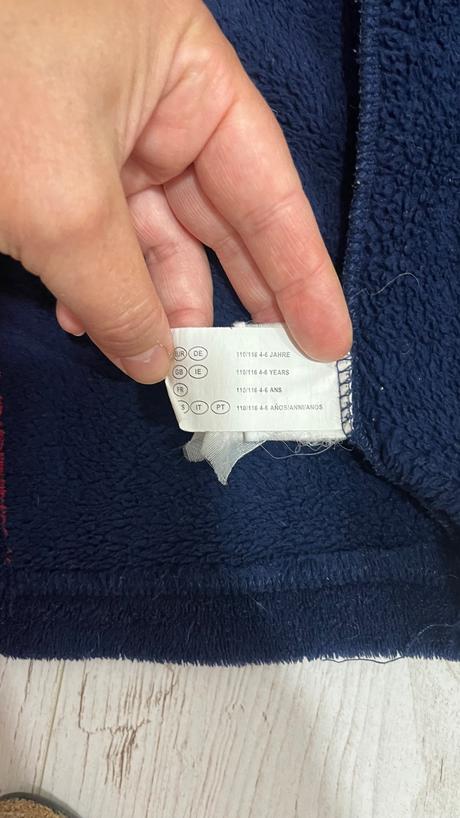 EUR DE 110/116 4-6 JAHRE
GB IE 110/116 4-6 YEARS
FR 110/116 4-6 ANS
S IT PT 110/116 4-6 AÑOS/ANNI/ANOS